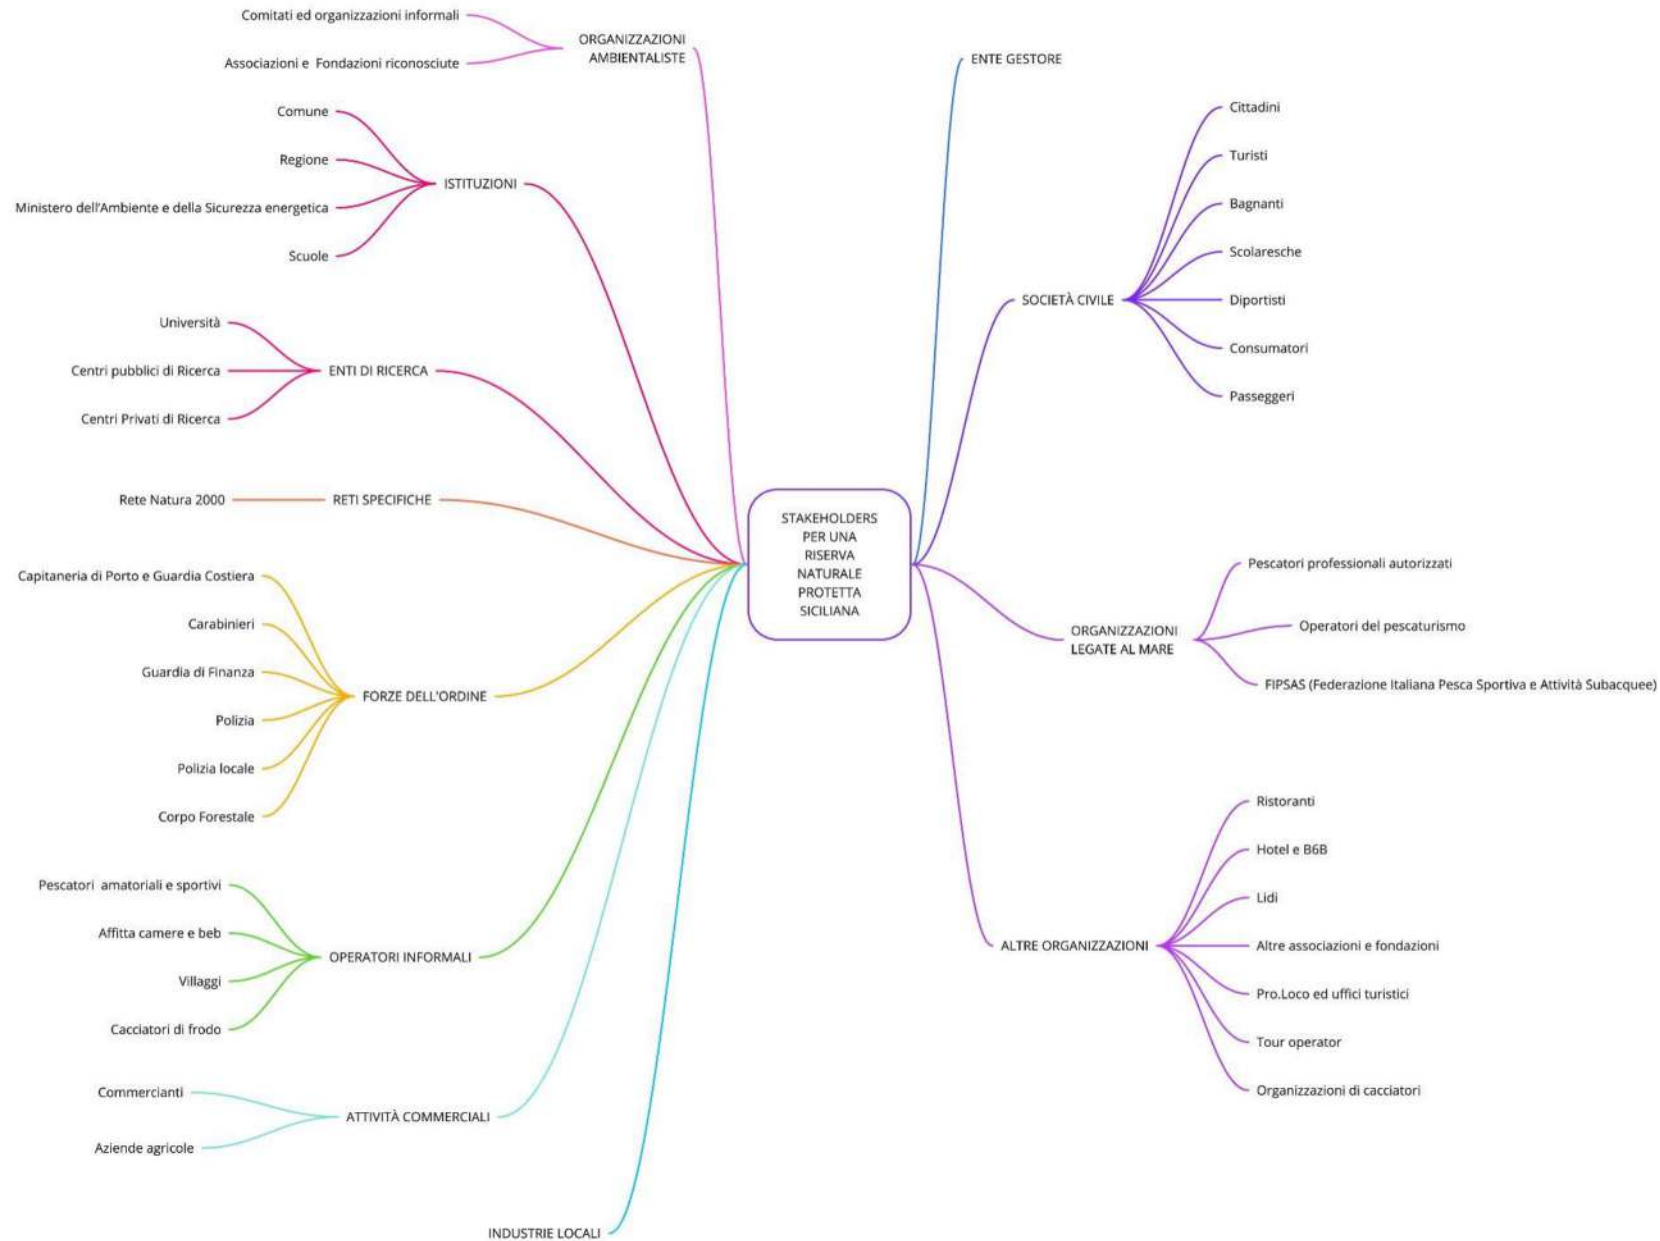 Comitati ed organizzazioni informali
Associazioni e Fondazioni riconosciute
ORGANIZZAZIONI
AMBIENTALISTE
Comune
Regione
Ministero dell'Ambiente e della Sicurezza energetica
Scuole
ISTITUZIONI
Università
Centri pubblici di Ricerca
Centri Privati di Ricerca
ENTI DI RICERCA
Rete Natura 2000
RETI SPECIFICHE
Capitaneria di Porto e Guardia Costiera
Carabinieri
Guardia di Finanza
Polizia
Polizia locale
Corpo Forestale
FORZE DELL'ORDINE
Pescatori amatoriali e sportivi
Affitta camere e beb
Villaggi
Cacciatori di frodo
OPERATORI INFORMALI
Commercianti
Aziende agricole
ATTIVITÀ COMMERCIALI
INDUSTRIE LOCALI
STAKEHOLDERS
PER UNA
RISERVA
NATURALE
PROTETTA
SICILIANA
ENTE GESTORE
SOCIETÀ CIVILE
Cittadini
Turisti
Bagnanti
Scolaresche
Diportisti
Consumatori
Passeggeri
ORGANIZZAZIONI
LEGATE AL MARE
Pescatori professionali autorizzati
Operatori del pescaturismo
FIPSAS (Federazione Italiana Pesca Sportiva e Attività Subacquee)
ALTRE ORGANIZZAZIONI
Ristoranti
Hotel e B6B
Lidi
Altre associazioni e fondazioni
Pro.Loco ed uffici turistici
Tour operator
Organizzazioni di cacciatori